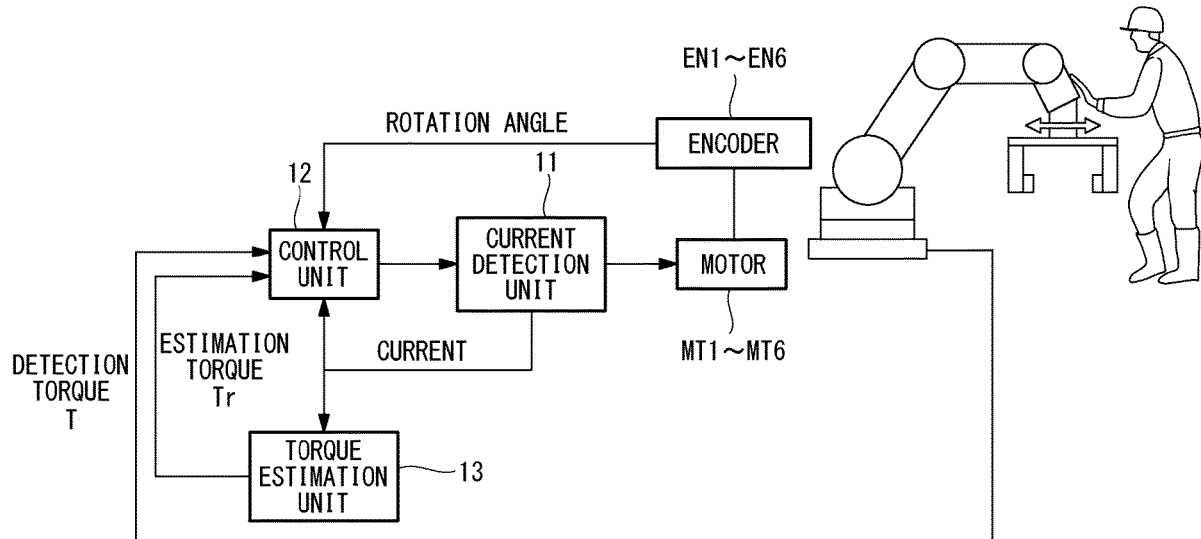 EN1～EN6
ROTATION ANGLE
ENCODER
11
12
CONTROL
UNIT
CURRENT
DETECTION
UNIT
MOTOR
MT1～MT6
ESTIMATION
TORQUE
Tr
CURRENT
DETECTION
TORQUE
T
TORQUE
ESTIMATION
UNIT
13